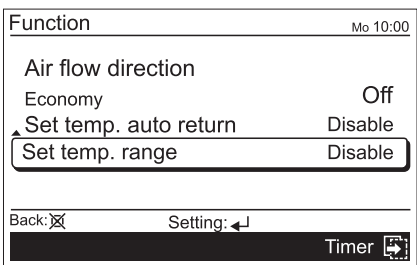 Function Mo 10:00
Air flow direction
Economy Off
Set temp. auto return Disable
Set temp. range Disable
Back: Setting:
Timer